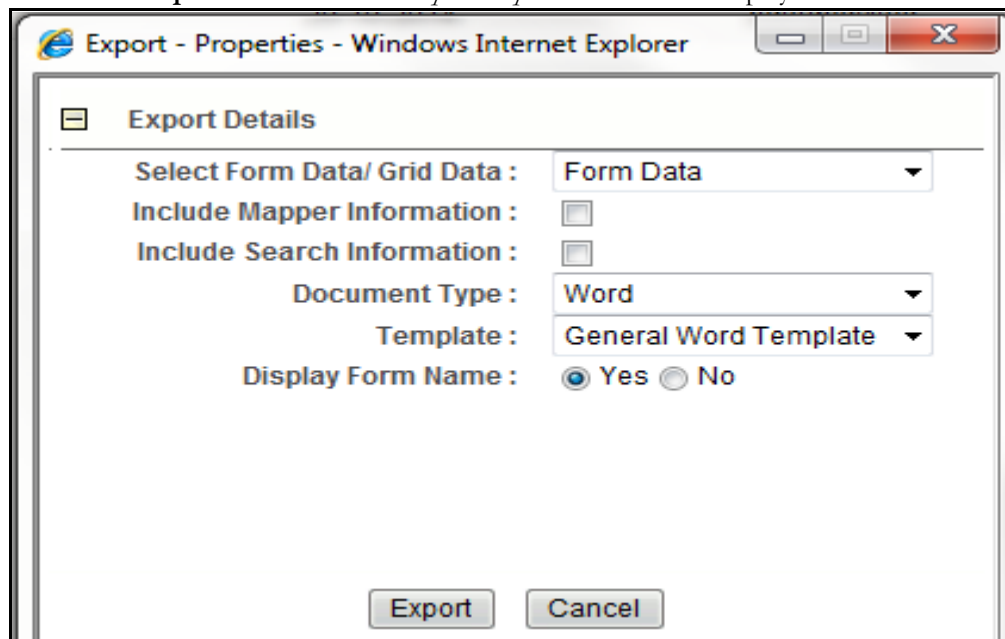 Export - Properties - Windows Internet Explorer
Export Details
Select Form Data/ Grid Data : Form Data
Include Mapper Information :
Include Search Information :
Document Type : Word
Template : General Word Template
Display Form Name : Yes No
Export Cancel